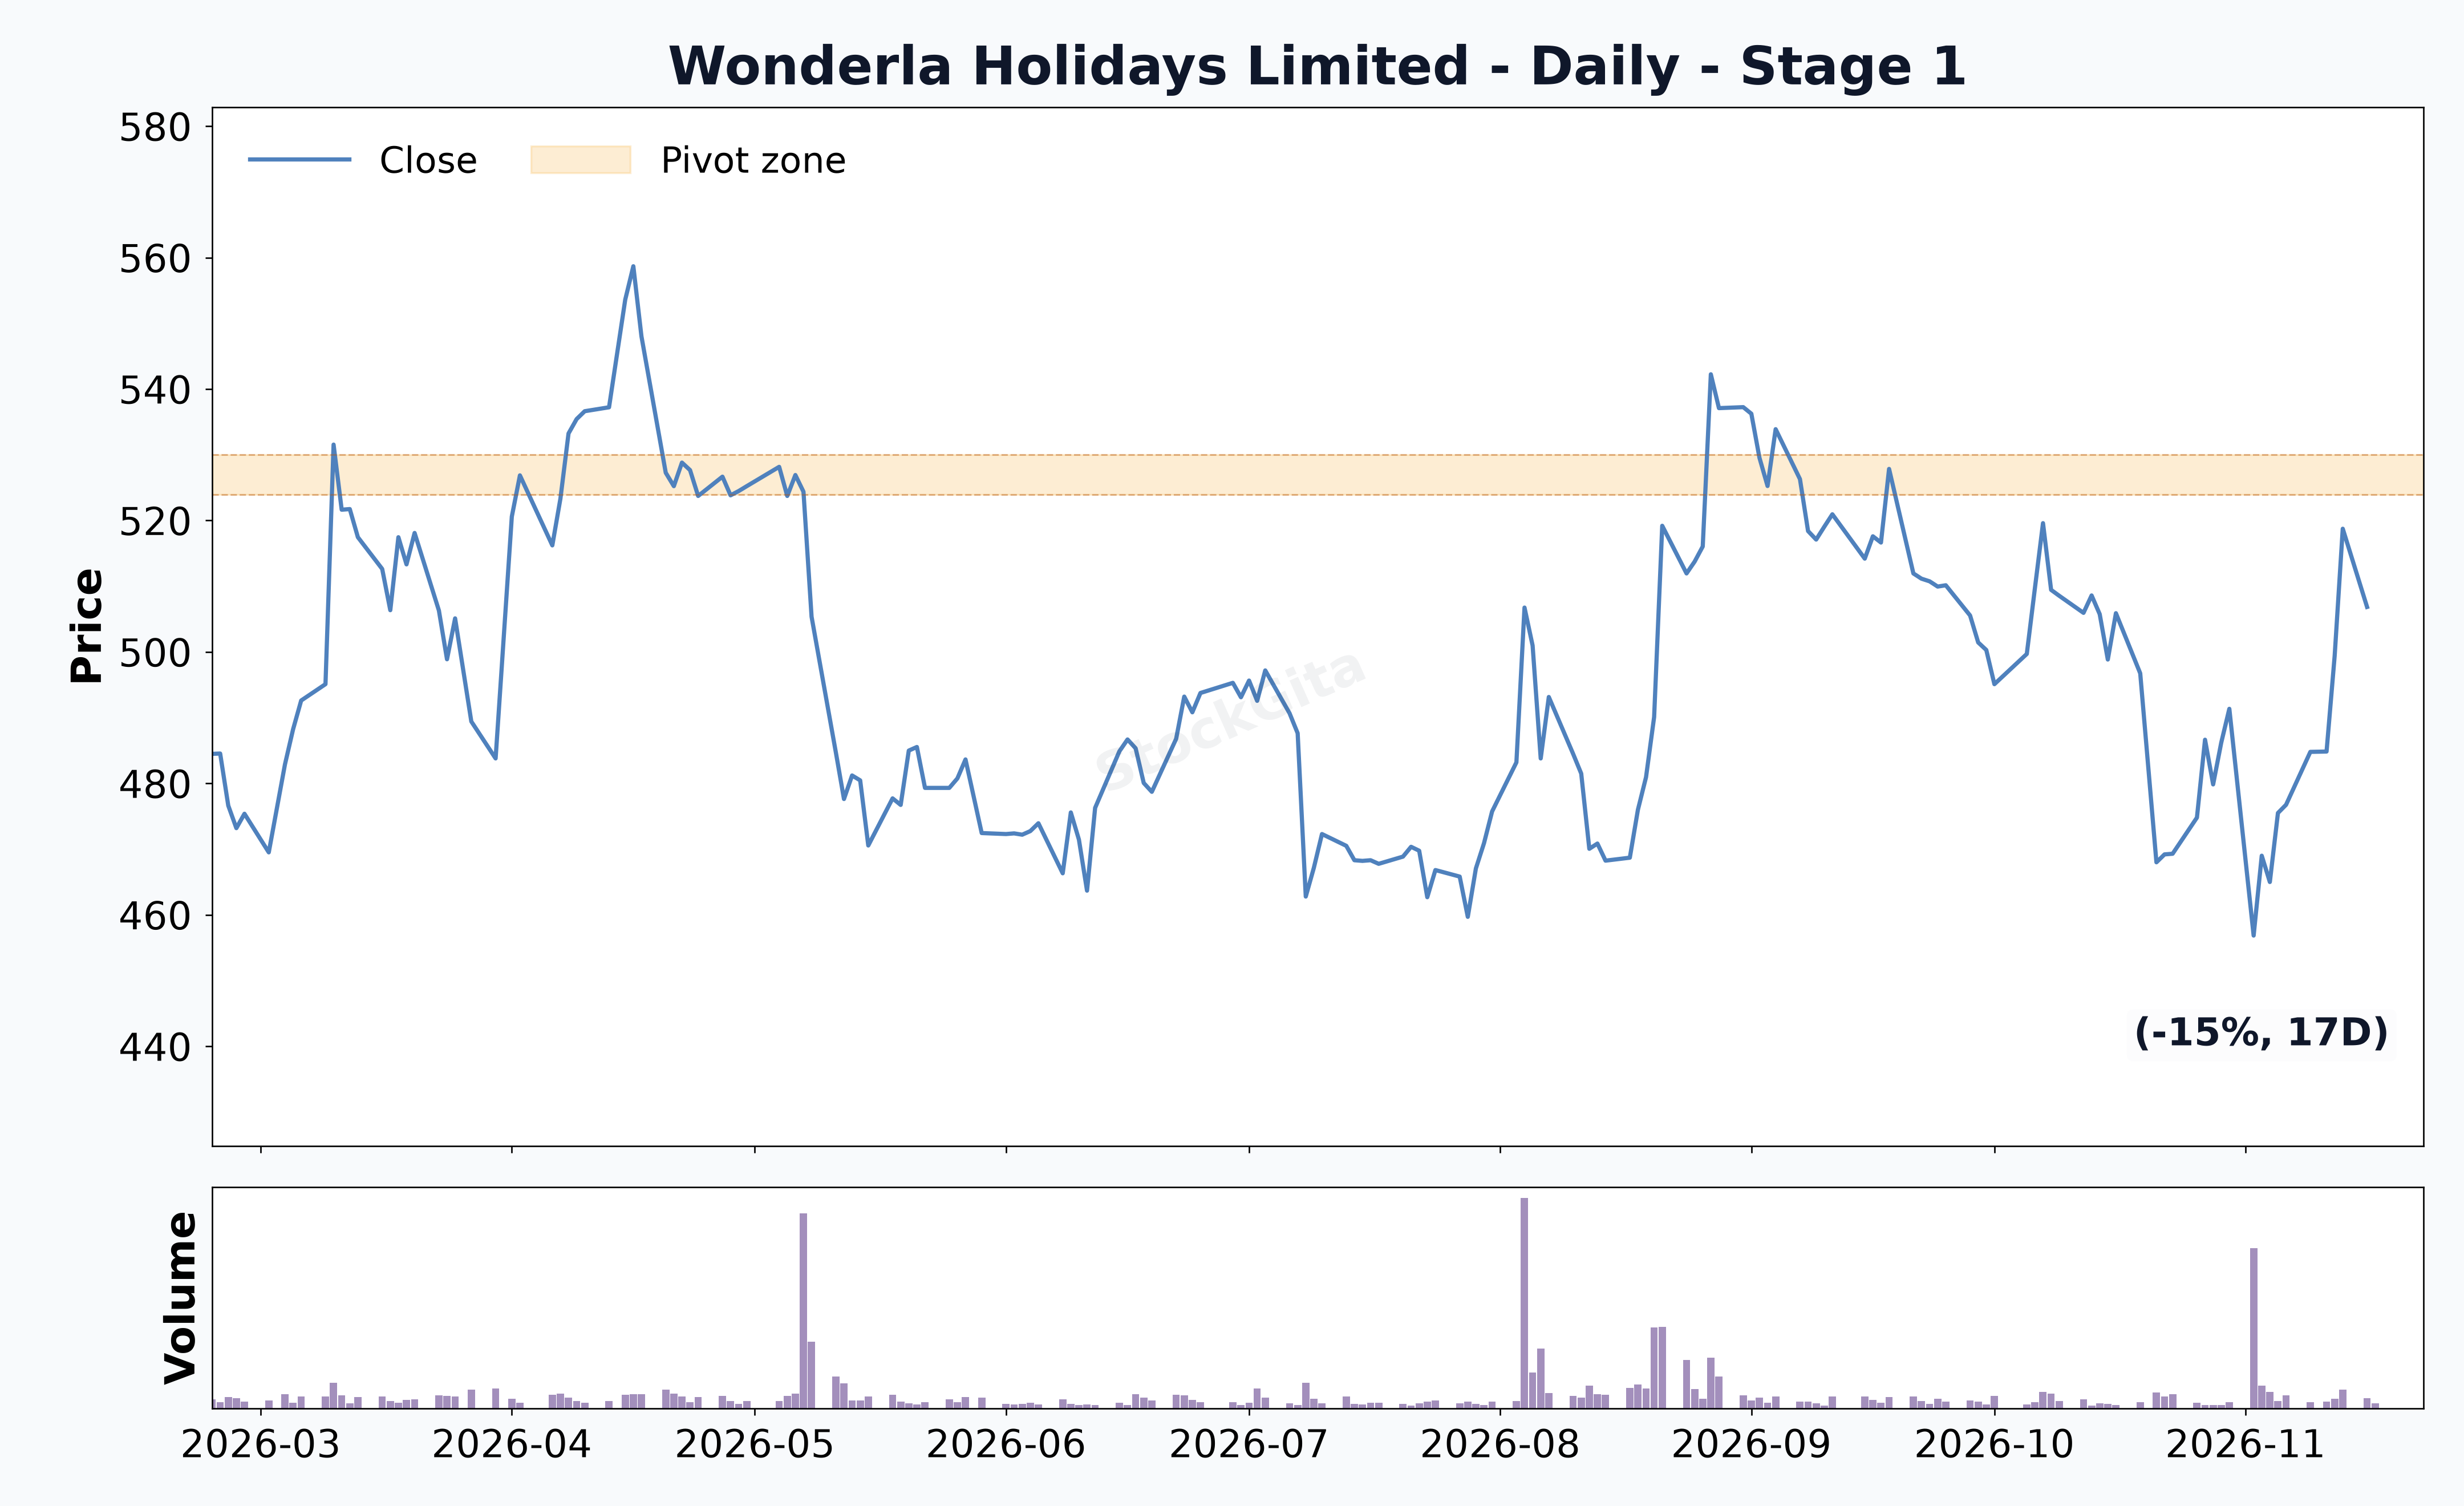 Wonderla Holidays Limited - Daily - Stage 1
Close
Pivot zone
580
560
540
520
500
480
460
440
Price
StockGita
(-15%, 17D)
Volume
2026-03
2026-04
2026-05
2026-06
2026-07
2026-08
2026-09
2026-10
2026-11